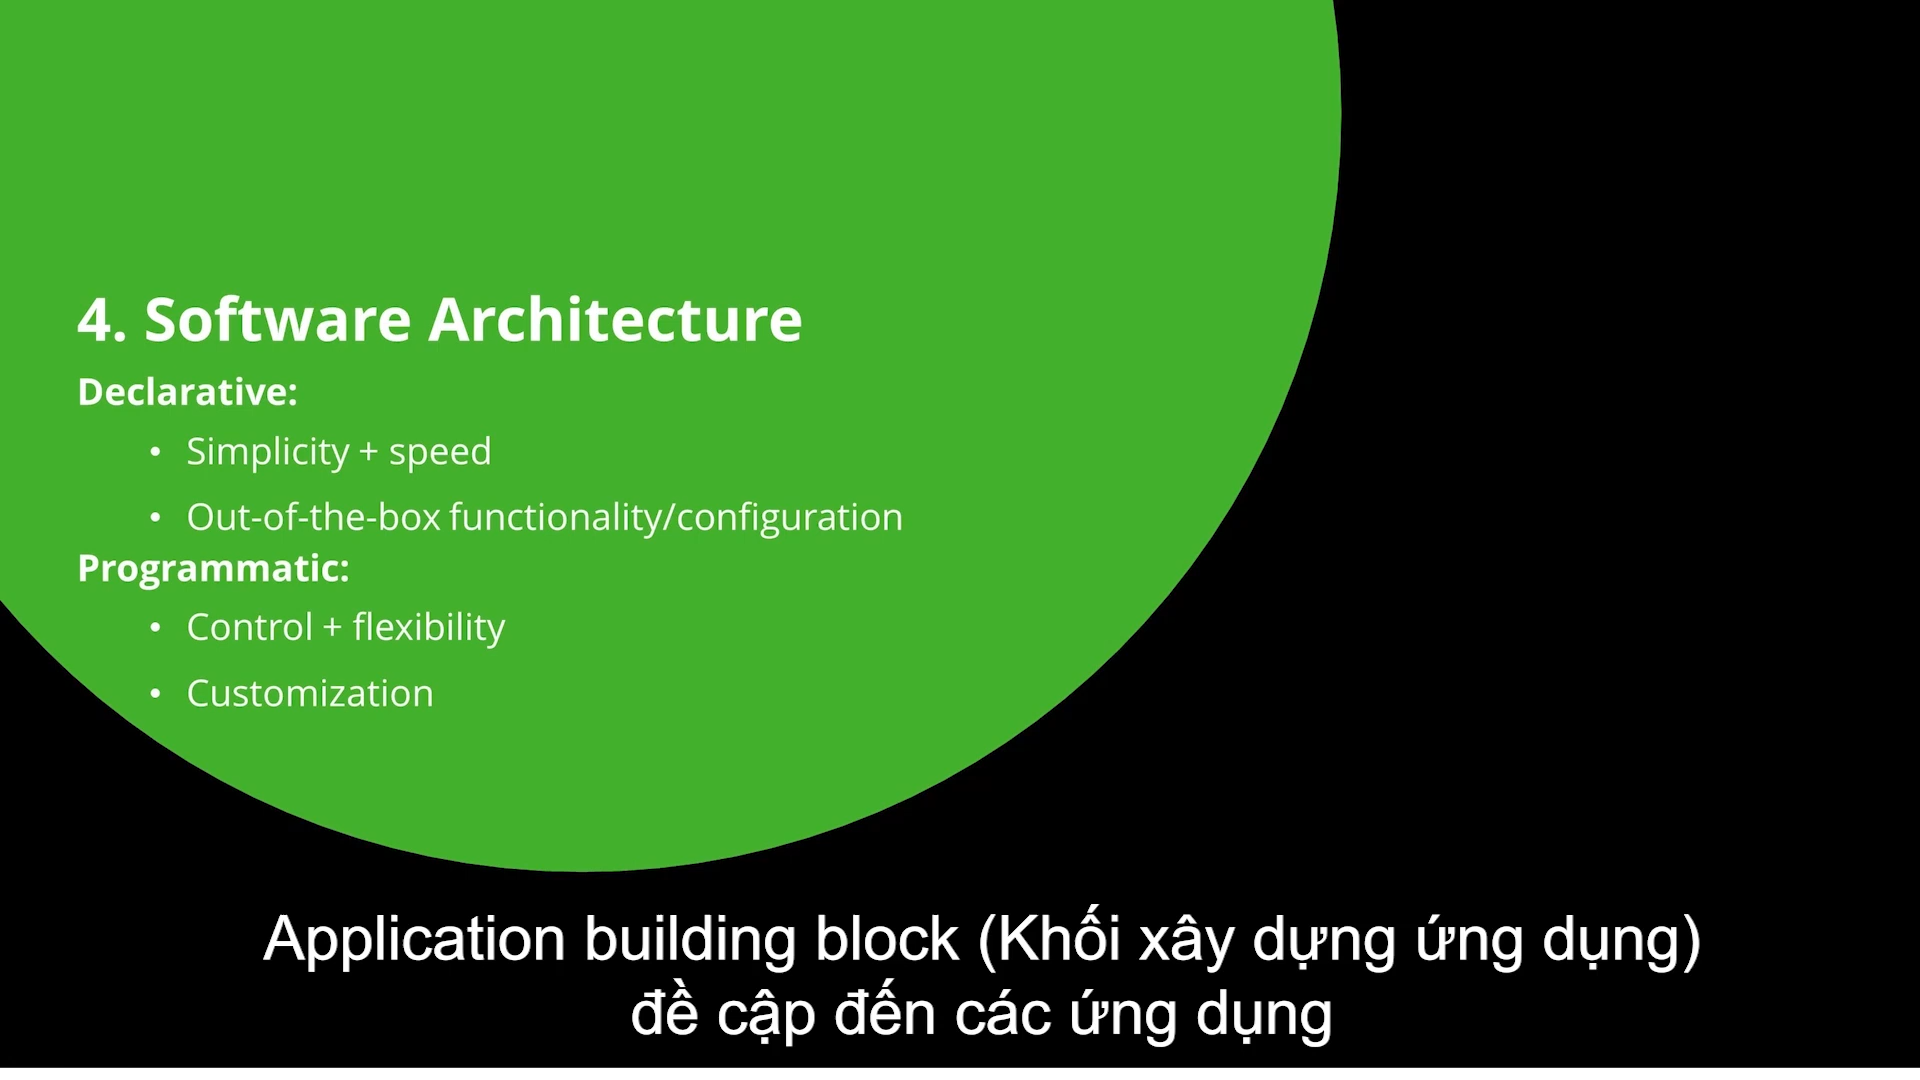 4. Software Architecture
Declarative:
• Simplicity + speed
• Out-of-the-box functionality/configuration
Programmatic:
• Control + flexibility
• Customization
Application building block (Khối xây dựng ứng dụng)
đề cập đến các ứng dụng